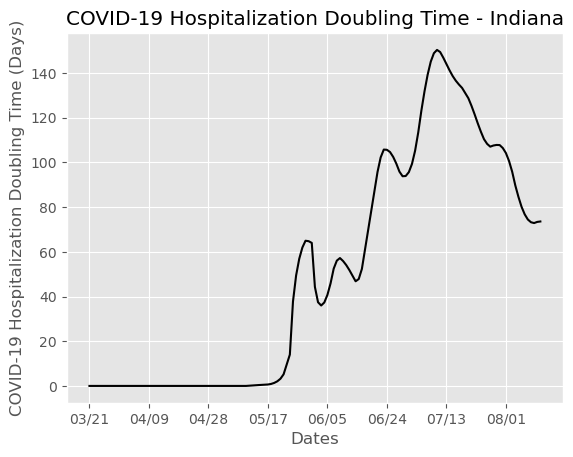 COVID-19 Hospitalization Doubling Time - Indiana
COVID-19 Hospitalization Doubling Time (Days)
140
120
100
80
60
40
20
0
03/21 04/09 04/28 05/17 06/05 06/24 07/13 08/01
Dates